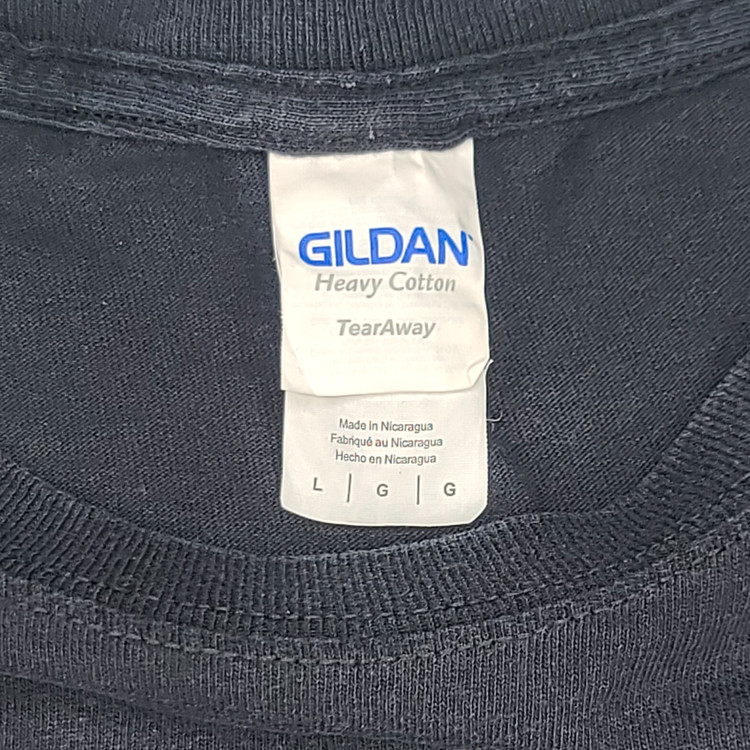 GILDAN
Heavy Cotton
TearAway
Made in Nicaragua
Fabriqué au Nicaragua
Hecho en Nicaragua
L | G | G